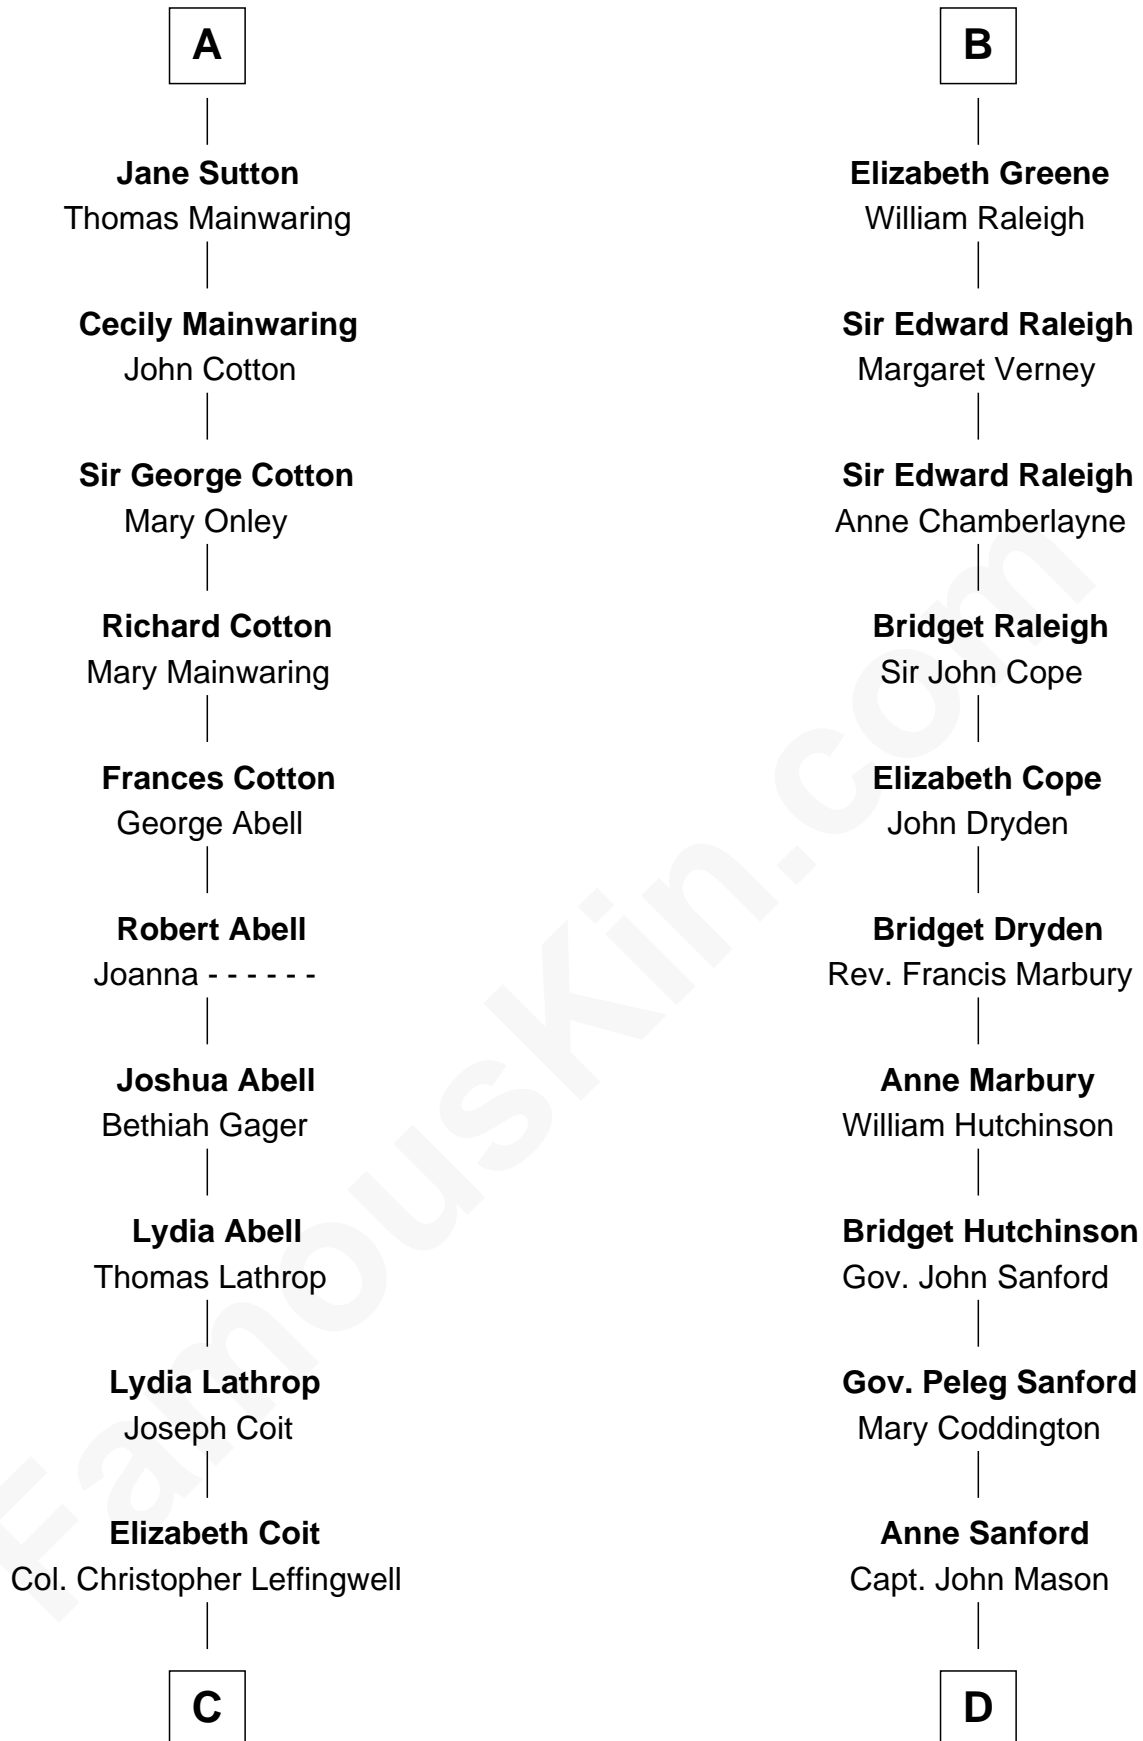 A
Jane Sutton
Thomas Mainwaring
Cecily Mainwaring
John Cotton
Sir George Cotton
Mary Onley
Richard Cotton
Mary Mainwaring
Frances Cotton
George Abell
Robert Abell
Joanna - - - - - -
Joshua Abell
Bethiah Gager
Lydia Abell
Thomas Lathrop
Lydia Lathrop
Joseph Coit
Elizabeth Coit
Col. Christopher Leffingwell
C
B
Elizabeth Greene
William Raleigh
Sir Edward Raleigh
Margaret Verney
Sir Edward Raleigh
Anne Chamberlayne
Bridget Raleigh
Sir John Cope
Elizabeth Cope
John Dryden
Bridget Dryden
Rev. Francis Marbury
Anne Marbury
William Hutchinson
Bridget Hutchinson
Gov. John Sanford
Gov. Peleg Sanford
Mary Coddington
Anne Sanford
Capt. John Mason
D
FamousKin.com